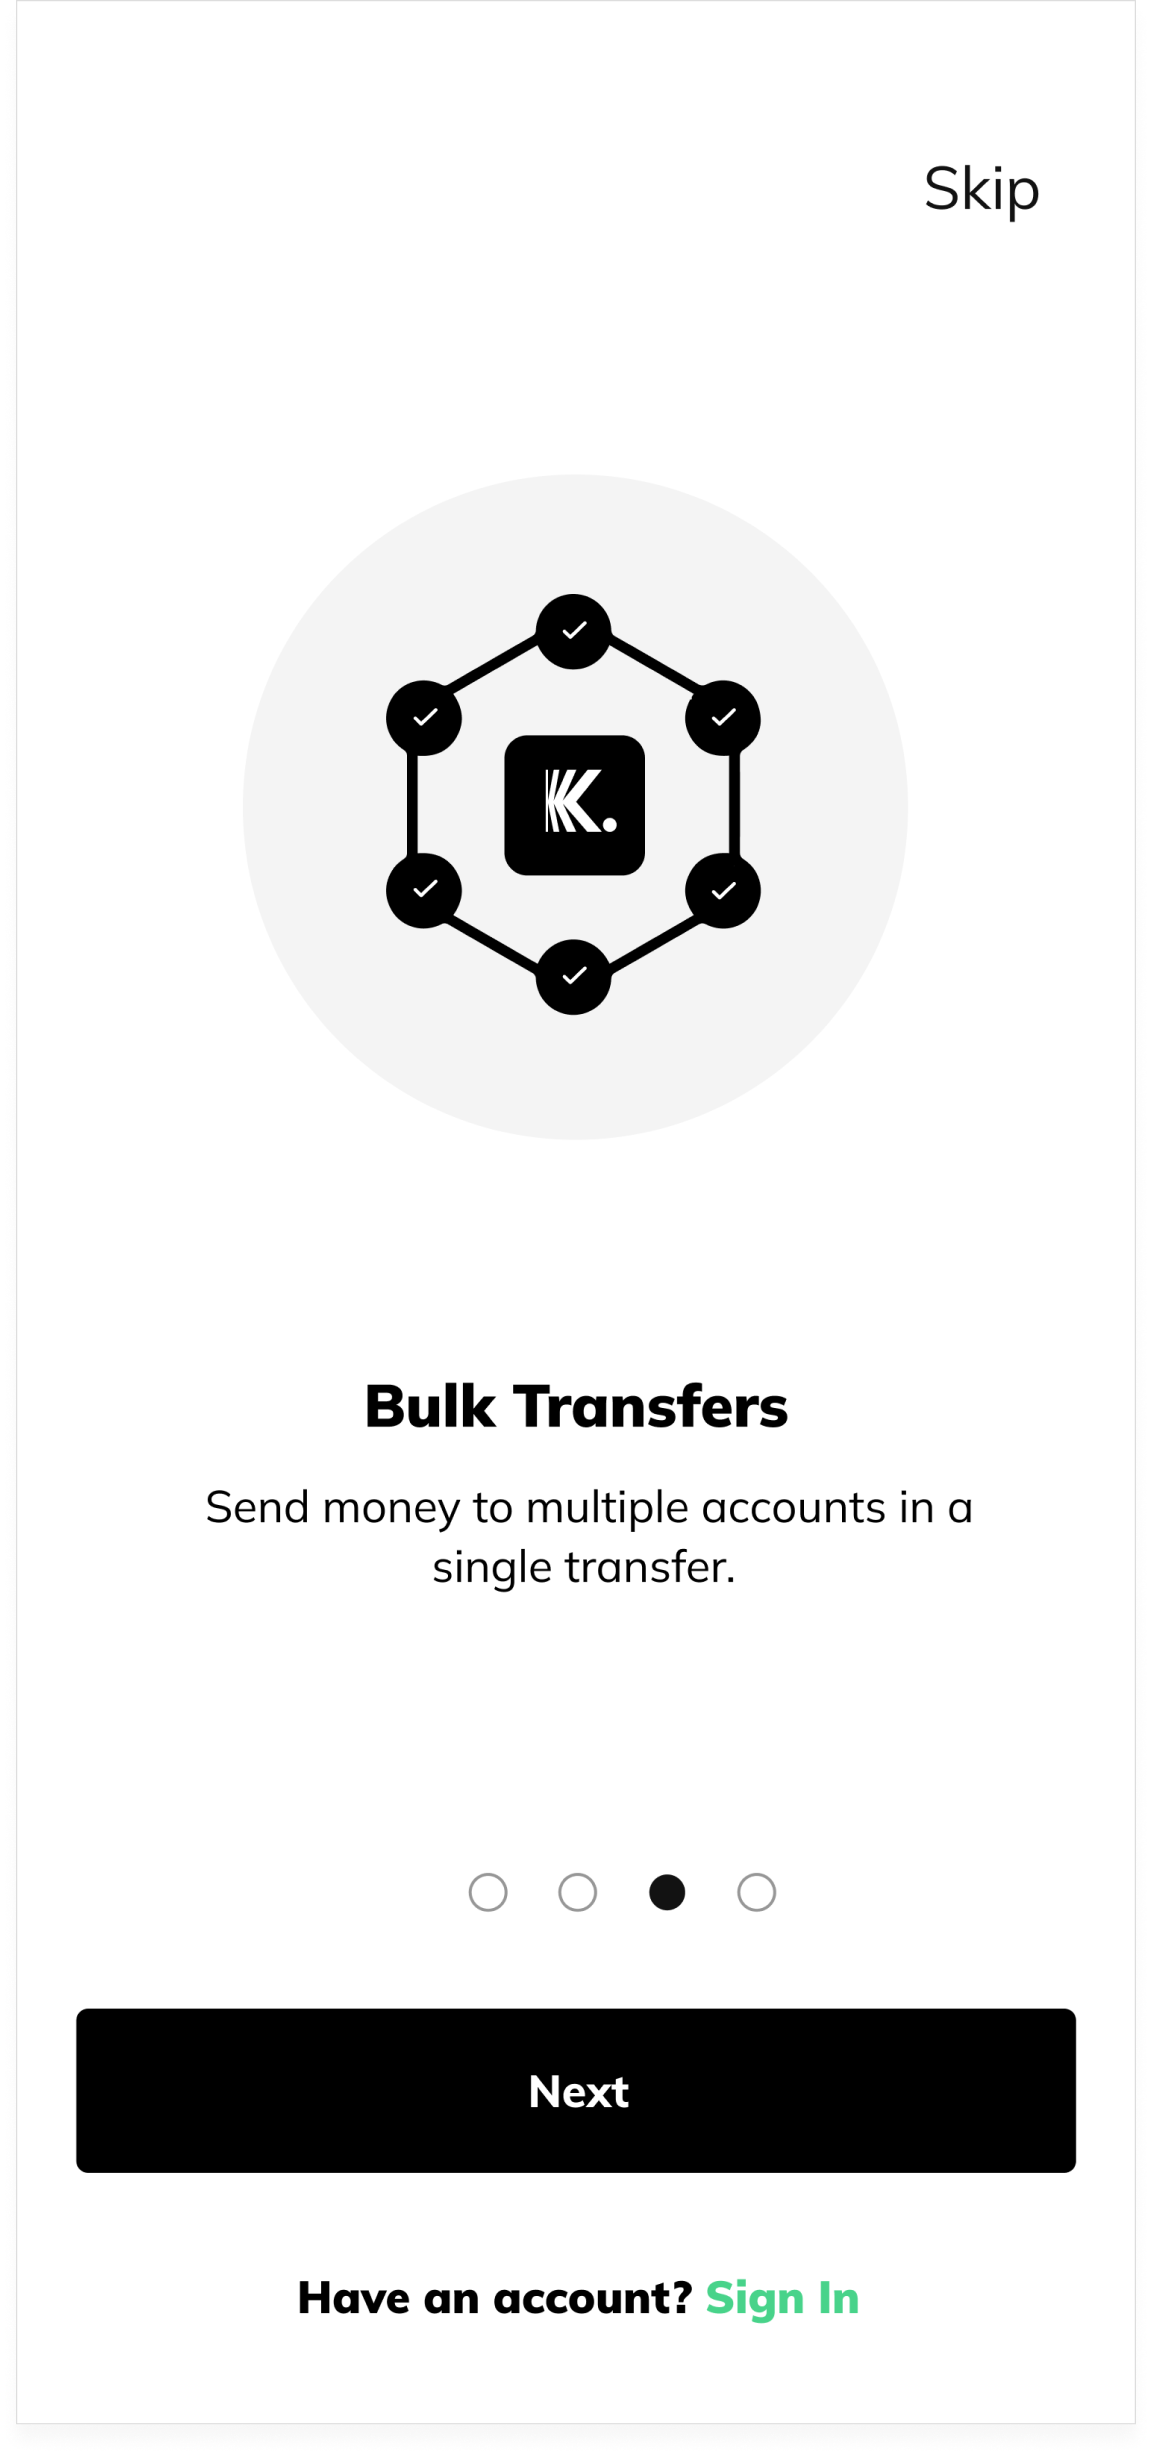 Skip
K.
Bulk Transfers
Send money to multiple accounts in a
single transfer.
Next
Have an account? Sign In